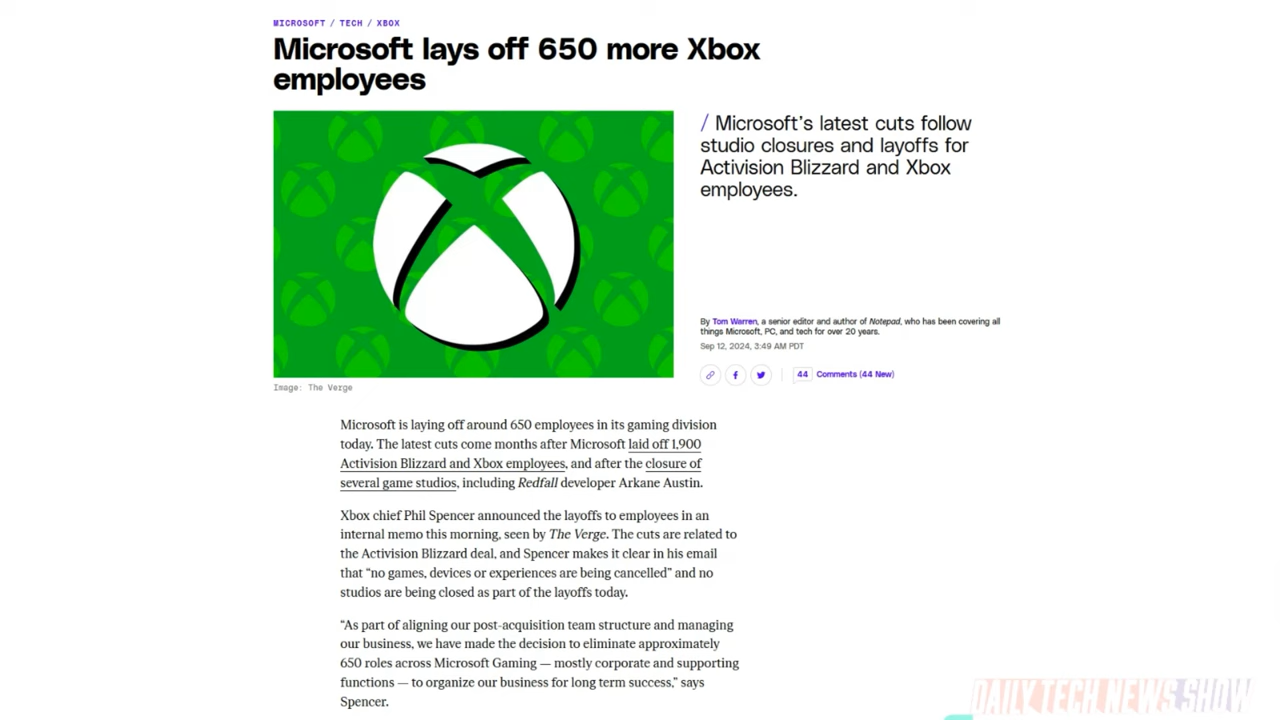 MICROSOFT / TECH / XBOX
Microsoft lays off 650 more Xbox
employees
/ Microsoft’s latest cuts follow
studio closures and layoffs for
Activision Blizzard and Xbox
employees.
By Tom Warren, a senior editor and author of Notepad, who has been covering all
things Microsoft, PC, and tech for over 20 years.
Sep 12, 2024, 3:49 AM PDT
44 Comments (44 New)
Image: The Verge
Microsoft is laying off around 650 employees in its gaming division
today. The latest cuts come months after Microsoft laid off 1,900
Activision Blizzard and Xbox employees, and after the closure of
several game studios, including Redfall developer Arkane Austin.
Xbox chief Phil Spencer announced the layoffs to employees in an
internal memo this morning, seen by The Verge. The cuts are related to
the Activision Blizzard deal, and Spencer makes it clear in his email
that “no games, devices or experiences are being cancelled” and no
studios are being closed as part of the layoffs today.
“As part of aligning our post-acquisition team structure and managing
our business, we have made the decision to eliminate approximately
650 roles across Microsoft Gaming — mostly corporate and supporting
functions — to organize our business for long term success,” says
Spencer.
DAILY TECH NEWS SHOW